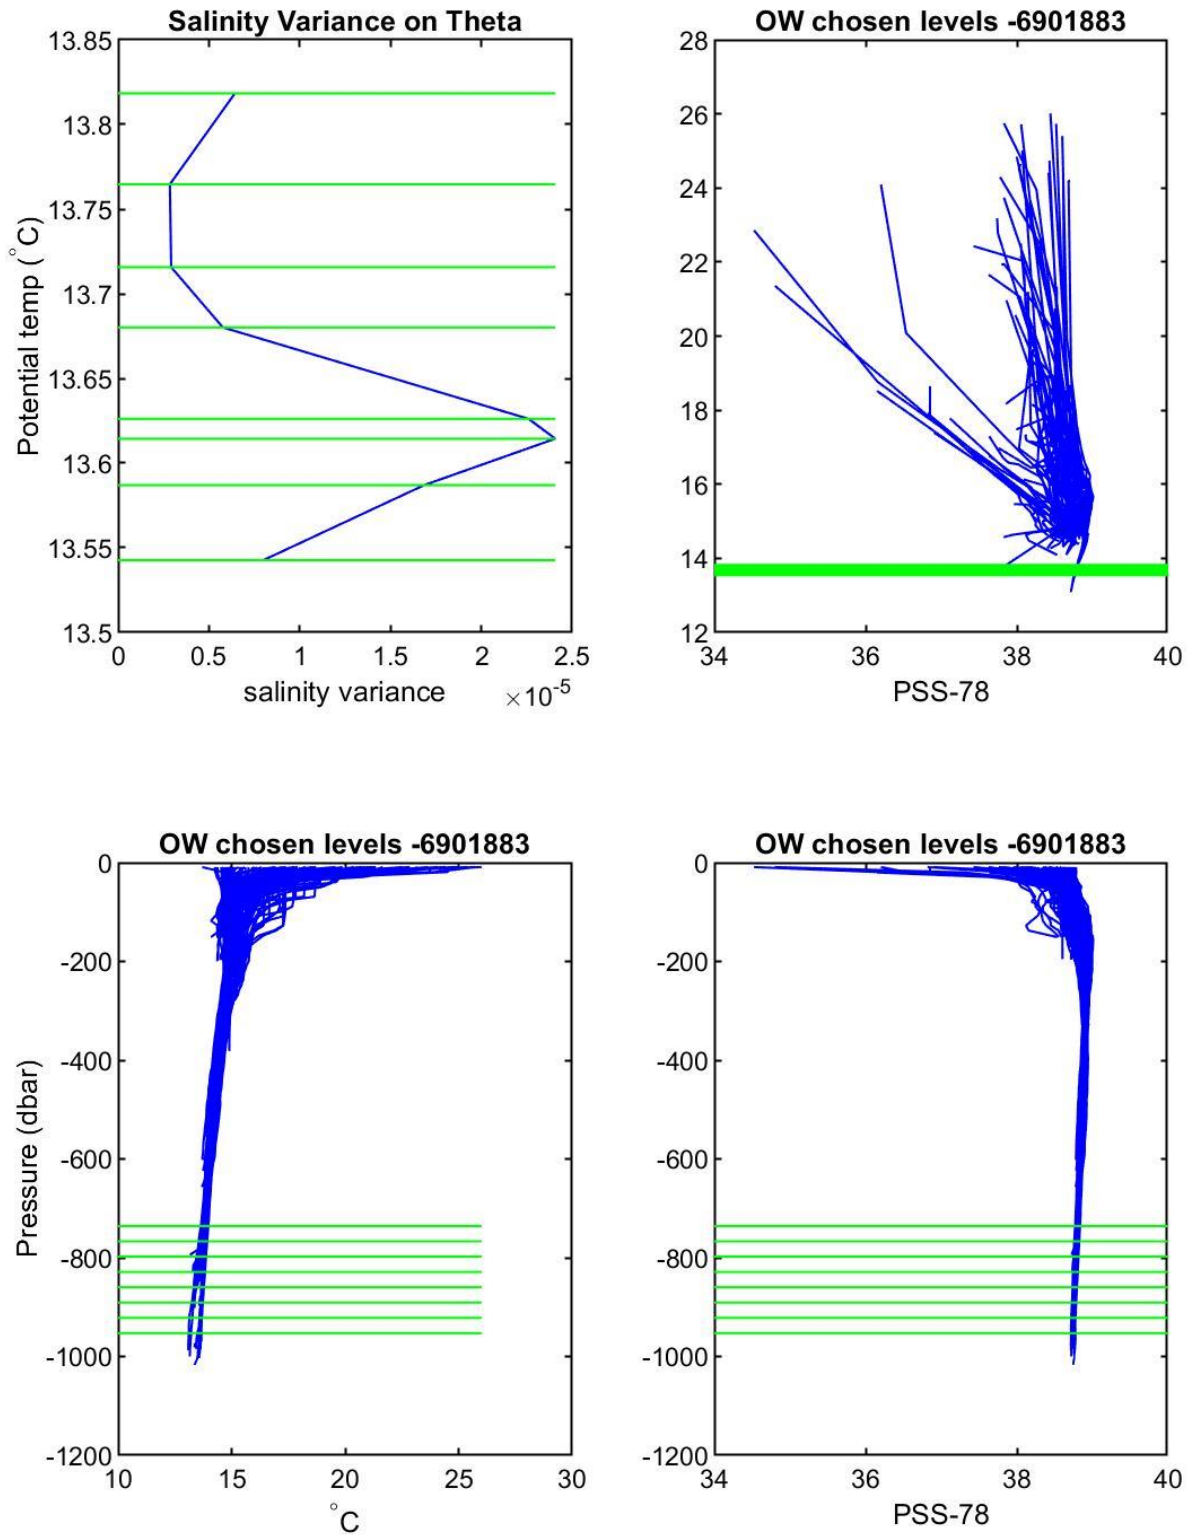 Salinity Variance on Theta
13.85
13.8
13.75
13.7
13.65
13.6
13.55
13.5
Potential temp (°C)
0 0.5 1 1.5 2 2.5
salinity variance ×10-5
OW chosen levels -6901883
28
26
24
22
20
18
16
14
12
34 36 38 40
PSS-78
OW chosen levels -6901883
0
-200
-400
-600
-800
-1000
-1200
Pressure (dbar)
10 15 20 25 30
°C
OW chosen levels -6901883
0
-200
-400
-600
-800
-1000
-1200
34 36 38 40
PSS-78